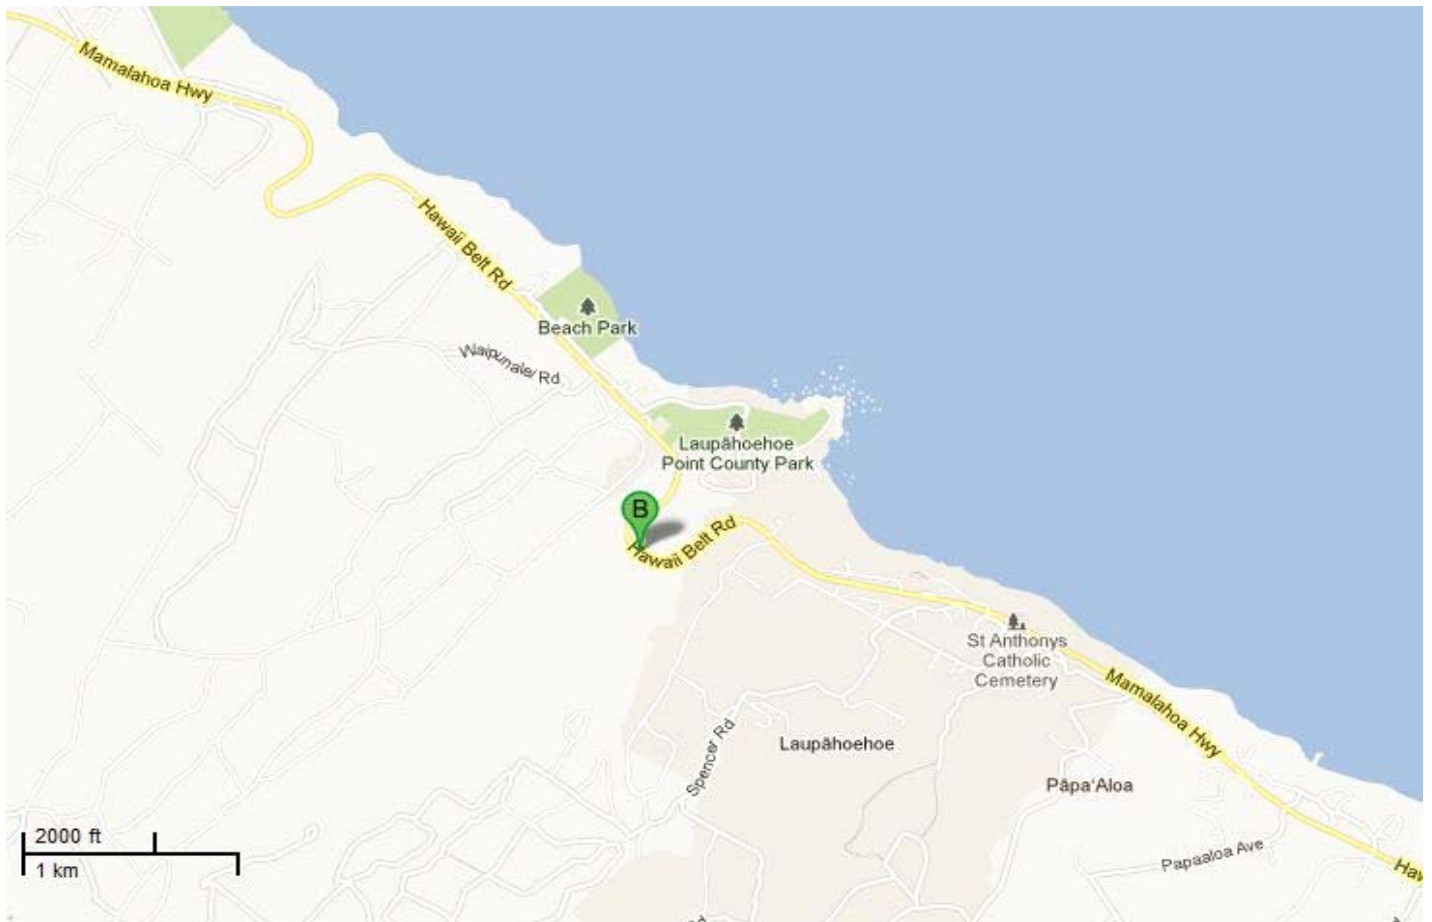 Mamalahoa Hwy
Hawaii Belt Rd
Beach Park
Waipunalei Rd
Laupāhoehoe
Point County Park
B
Hawaii Belt Rd
St Anthonys
Catholic
Cemetery
Mamalahoa Hwy
Spencer Rd
Laupāhoehoe
Pāpa‘Aloa
2000 ft
1 km
Papaaloa Ave
Haw